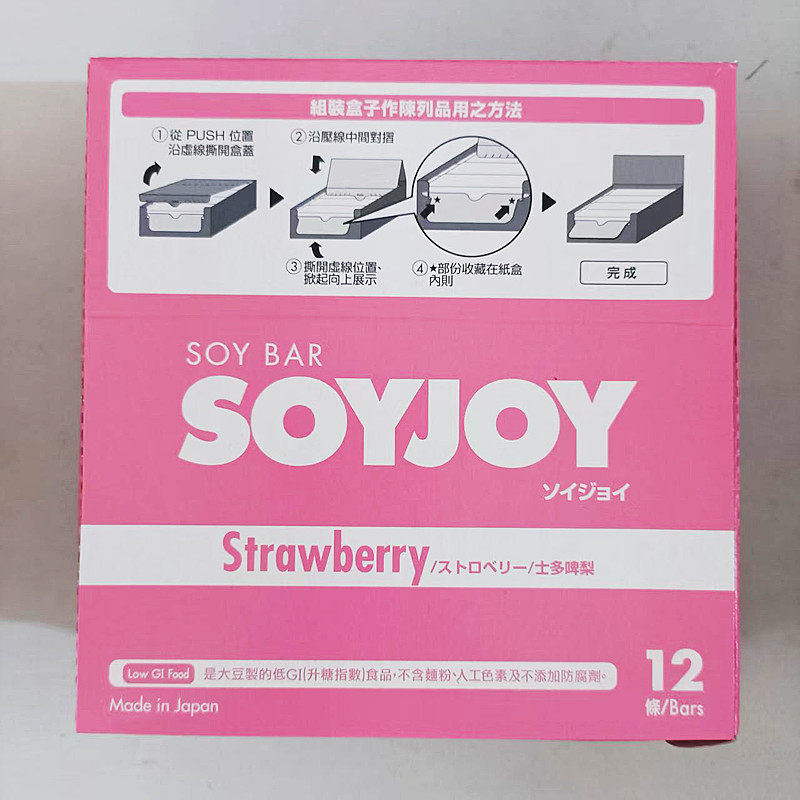 組裝盒子作陳列品用之方法
①從 PUSH 位置
沿虛線撕開盒蓋
②沿壓線中間對摺
③撕開虛線位置、
掀起向上展示
④★部份收藏在紙盒
內則
完成
SOY BAR
SOYJOY
ソイジョイ
Strawberry/ストロベリー/士多啤梨
Low GI Food 是大豆製的低GI(升糖指數)食品,不含麵粉、人工色素及不添加防腐劑。
12
條/Bars
Made in Japan